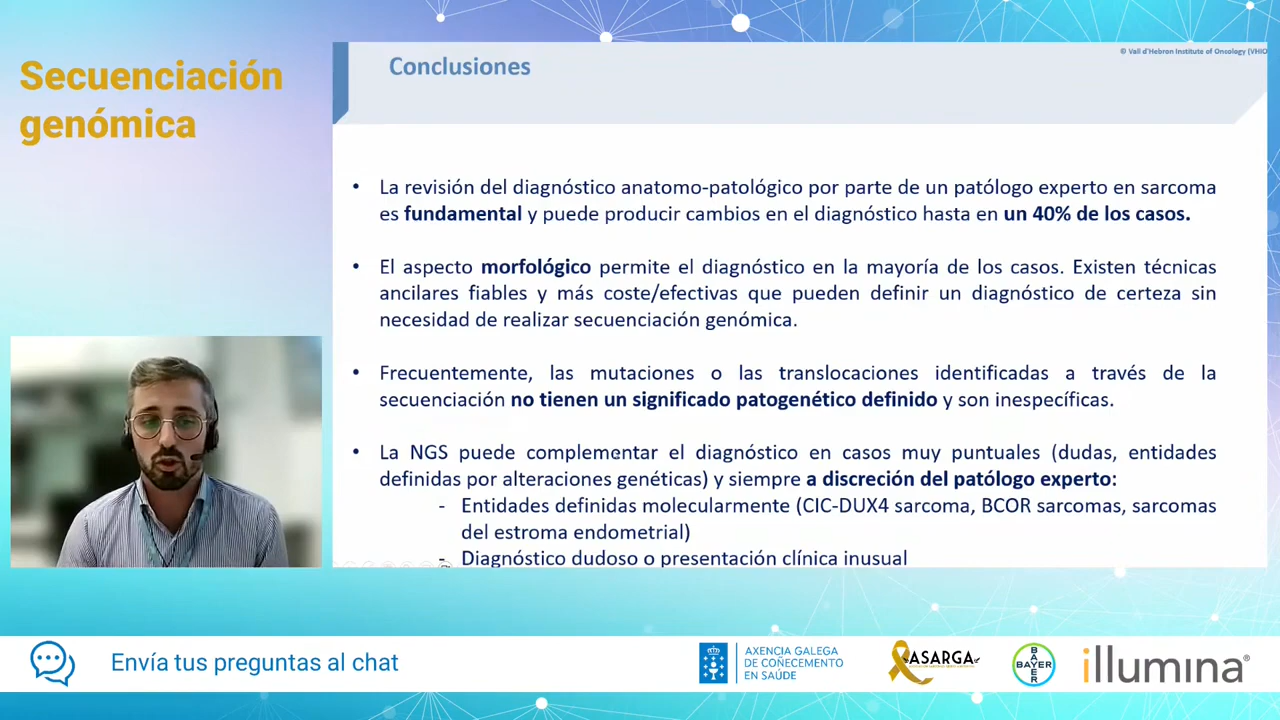 Secuenciación
genómica
© Vall d'Hebron Institute of Oncology (VHIO
Conclusiones
• La revisión del diagnóstico anatomo-patológico por parte de un patólogo experto en sarcoma
es fundamental y puede producir cambios en el diagnóstico hasta en un 40% de los casos.
• El aspecto morfológico permite el diagnóstico en la mayoría de los casos. Existen técnicas
ancilares fiables y más coste/efectivas que pueden definir un diagnóstico de certeza sin
necesidad de realizar secuenciación genómica.
• Frecuentemente, las mutaciones o las translocaciones identificadas a través de la
secuenciación no tienen un significado patogenético definido y son inespecíficas.
• La NGS puede complementar el diagnóstico en casos muy puntuales (dudas, entidades
definidas por alteraciones genéticas) y siempre a discreción del patólogo experto:
- Entidades definidas molecularmente (CIC-DUX4 sarcoma, BCOR sarcomas, sarcomas
del estroma endometrial)
- Diagnóstico dudoso o presentación clínica inusual
Envía tus preguntas al chat
AXENCIA GALEGA
DE COÑECEMENTO
EN SAÚDE
ASARGA
BAYER
BAYER
illumina®